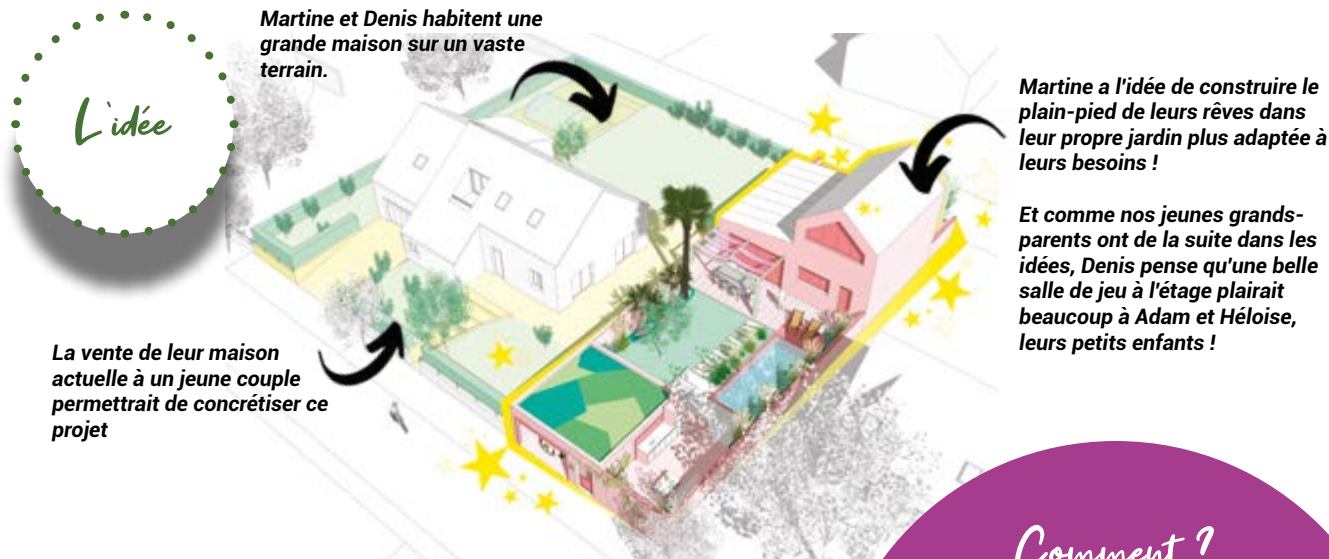 L'idée
Martine et Denis habitent une
grande maison sur un vaste
terrain.
Martine a l'idée de construire le
plain-pied de leurs rêves dans
leur propre jardin plus adaptée à
leurs besoins !
Et comme nos jeunes grands-
parents ont de la suite dans les
idées, Denis pense qu'une belle
salle de jeu à l'étage plairait
beaucoup à Adam et Héloise,
leurs petits enfants !
La vente de leur maison
actuelle à un jeune couple
permettrait de concrétiser ce
projet
Comment ?